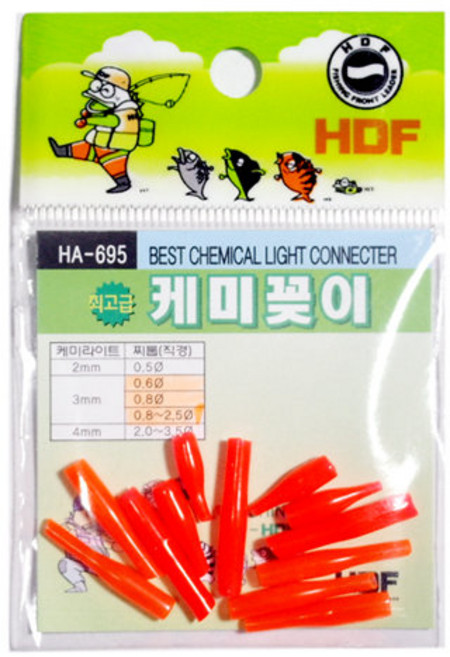 HDF
FISHING FRONT LEADER
HDF
HA-695 BEST CHEMICAL LIGHT CONNECTER
최고급 케미꽂이
케미라이트 찌톱(직경)
2mm 0.5Ø
3mm 0.6Ø
0.8Ø
0.8~2.5Ø
4mm 2.0~3.5Ø
HDF